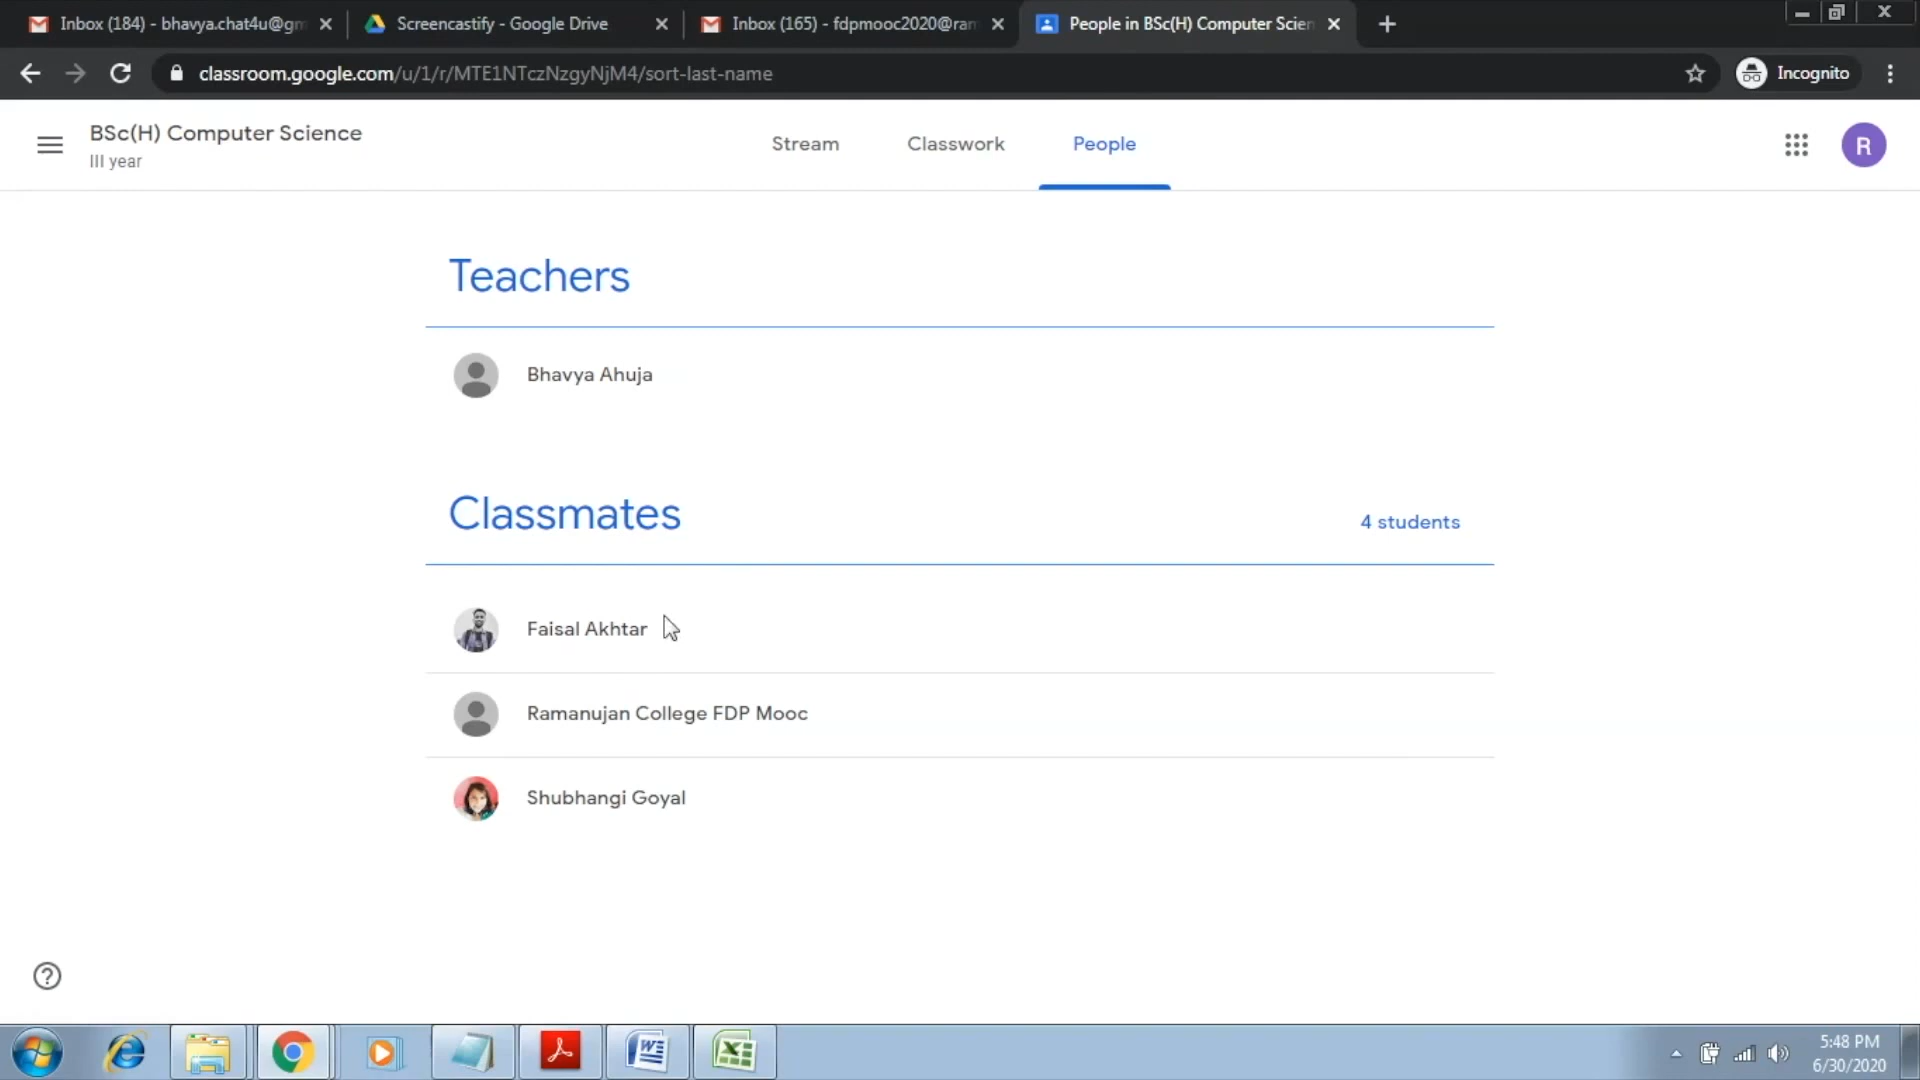 Inbox (184) - bhavya.chat4u@gm
Screencastify - Google Drive
Inbox (165) - fdpmooc2020@ram
People in BSc(H) Computer Scien
classroom.google.com/u/1/r/MTE1NTczNzgyNjM4/sort-last-name
Incognito
BSc(H) Computer Science
III year
Stream
Classwork
People
R
Teachers
Bhavya Ahuja
Classmates
4 students
Faisal Akhtar
Ramanujan College FDP Mooc
Shubhangi Goyal
5:48 PM
6/30/2020